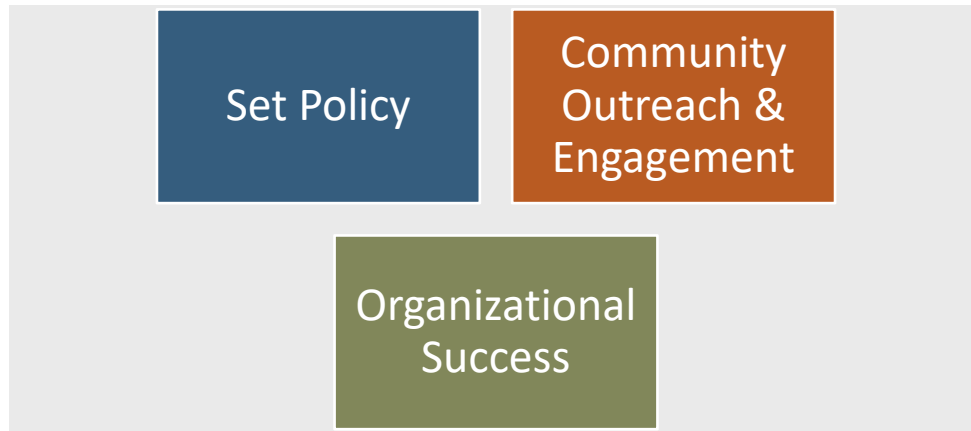 Set Policy
Community
Outreach &
Engagement
Organizational
Success